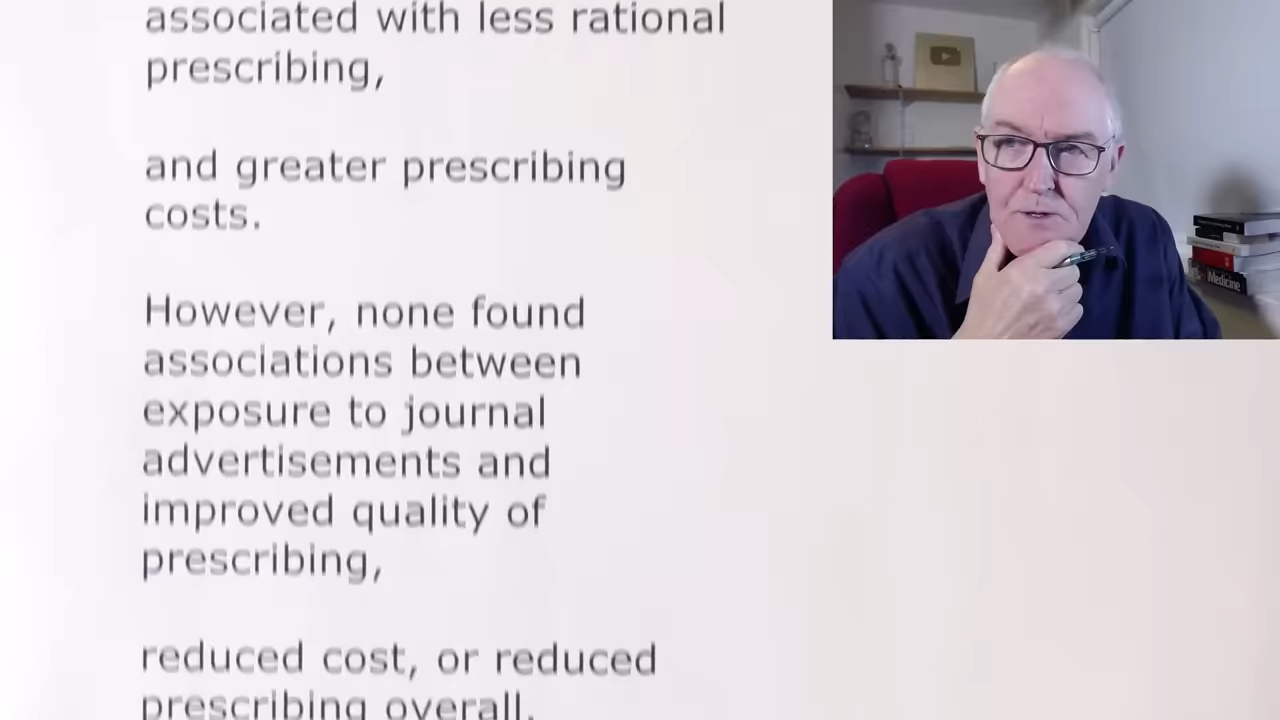 associated with less rational
prescribing,
and greater prescribing
costs.
However, none found
associations between
exposure to journal
advertisements and
improved quality of
prescribing,
reduced cost, or reduced
prescribing overall.
Medicine